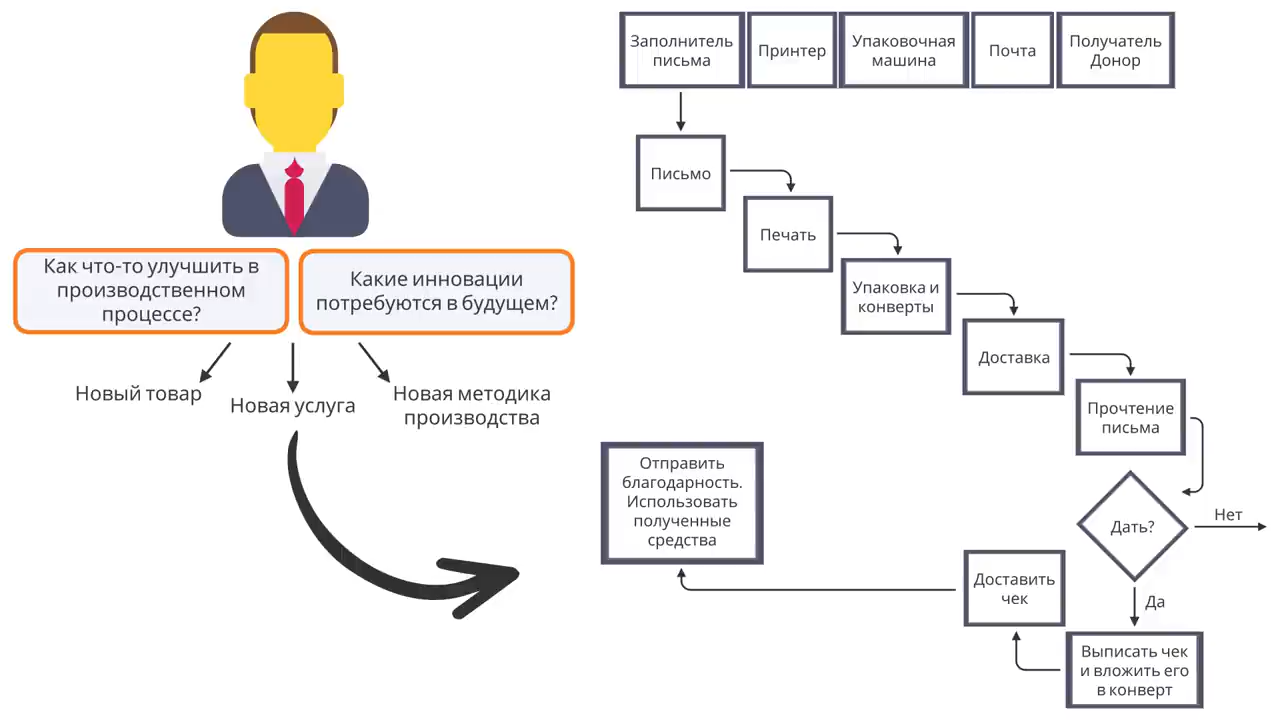 Как что-то улучшить в
производственном
процессе?
Какие инновации
потребуются в будущем?
Новый товар
Новая услуга
Новая методика
производства
Заполнитель
письма
Принтер
Упаковочная
машина
Почта
Получатель
Донор
Письмо
Печать
Упаковка и
конверты
Доставка
Прочтение
письма
Дать?
Нет
Да
Выписать чек
и вложить его
в конверт
Доставить
чек
Отправить
благодарность.
Использовать
полученные
средства